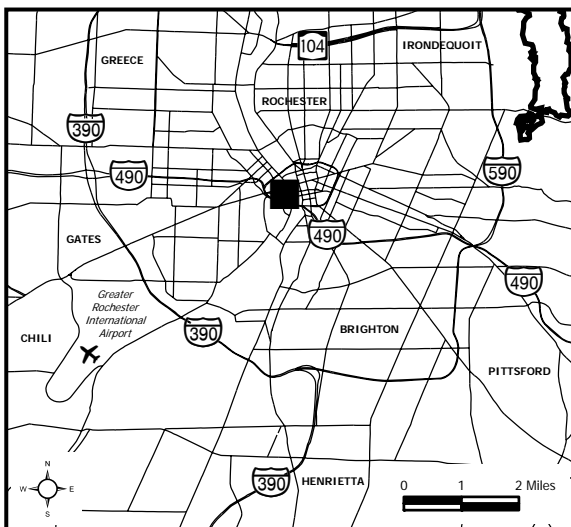 104
IRONDEQUOIT
GREECE
ROCHESTER
390
490
590
490
GATES
490
Greater
Rochester
International
Airport
390
BRIGHTON
CHILI
PITTSFORD
N
W E
S
390
HENRIETTA
0 1 2 Miles